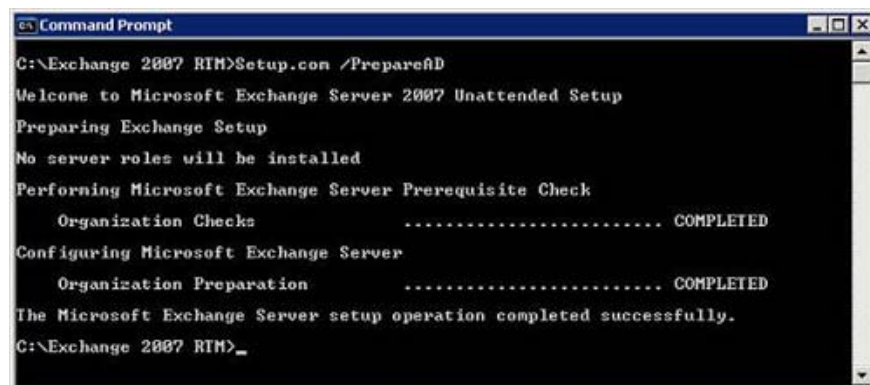 Command Prompt
C:\Exchange 2007 RTM>Setup.com /PrepareAD
Welcome to Microsoft Exchange Server 2007 Unattended Setup
Preparing Exchange Setup
No server roles will be installed
Performing Microsoft Exchange Server Prerequisite Check
Organization Checks ......................... COMPLETED
Configuring Microsoft Exchange Server
Organization Preparation ......................... COMPLETED
The Microsoft Exchange Server setup operation completed successfully.
C:\Exchange 2007 RTM>_